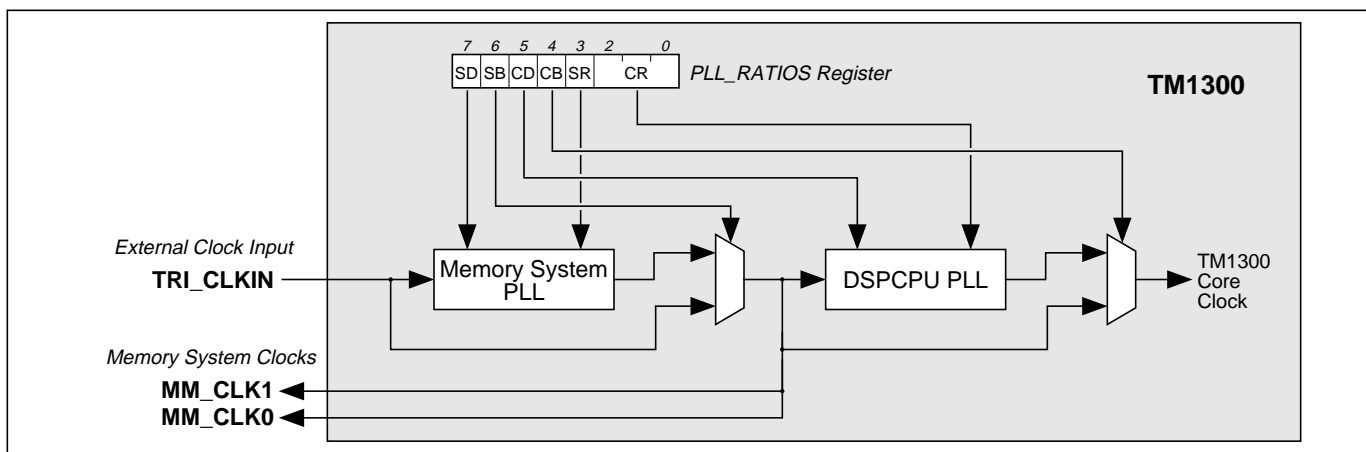 7 6 5 4 3 2 0
SD SB CD CB SR CR
PLL_RATIOS Register
TM1300
External Clock Input
TRI_CLKIN
Memory System
PLL
DSPCPU PLL
TM1300
Core
Clock
Memory System Clocks
MM_CLK1
MM_CLK0